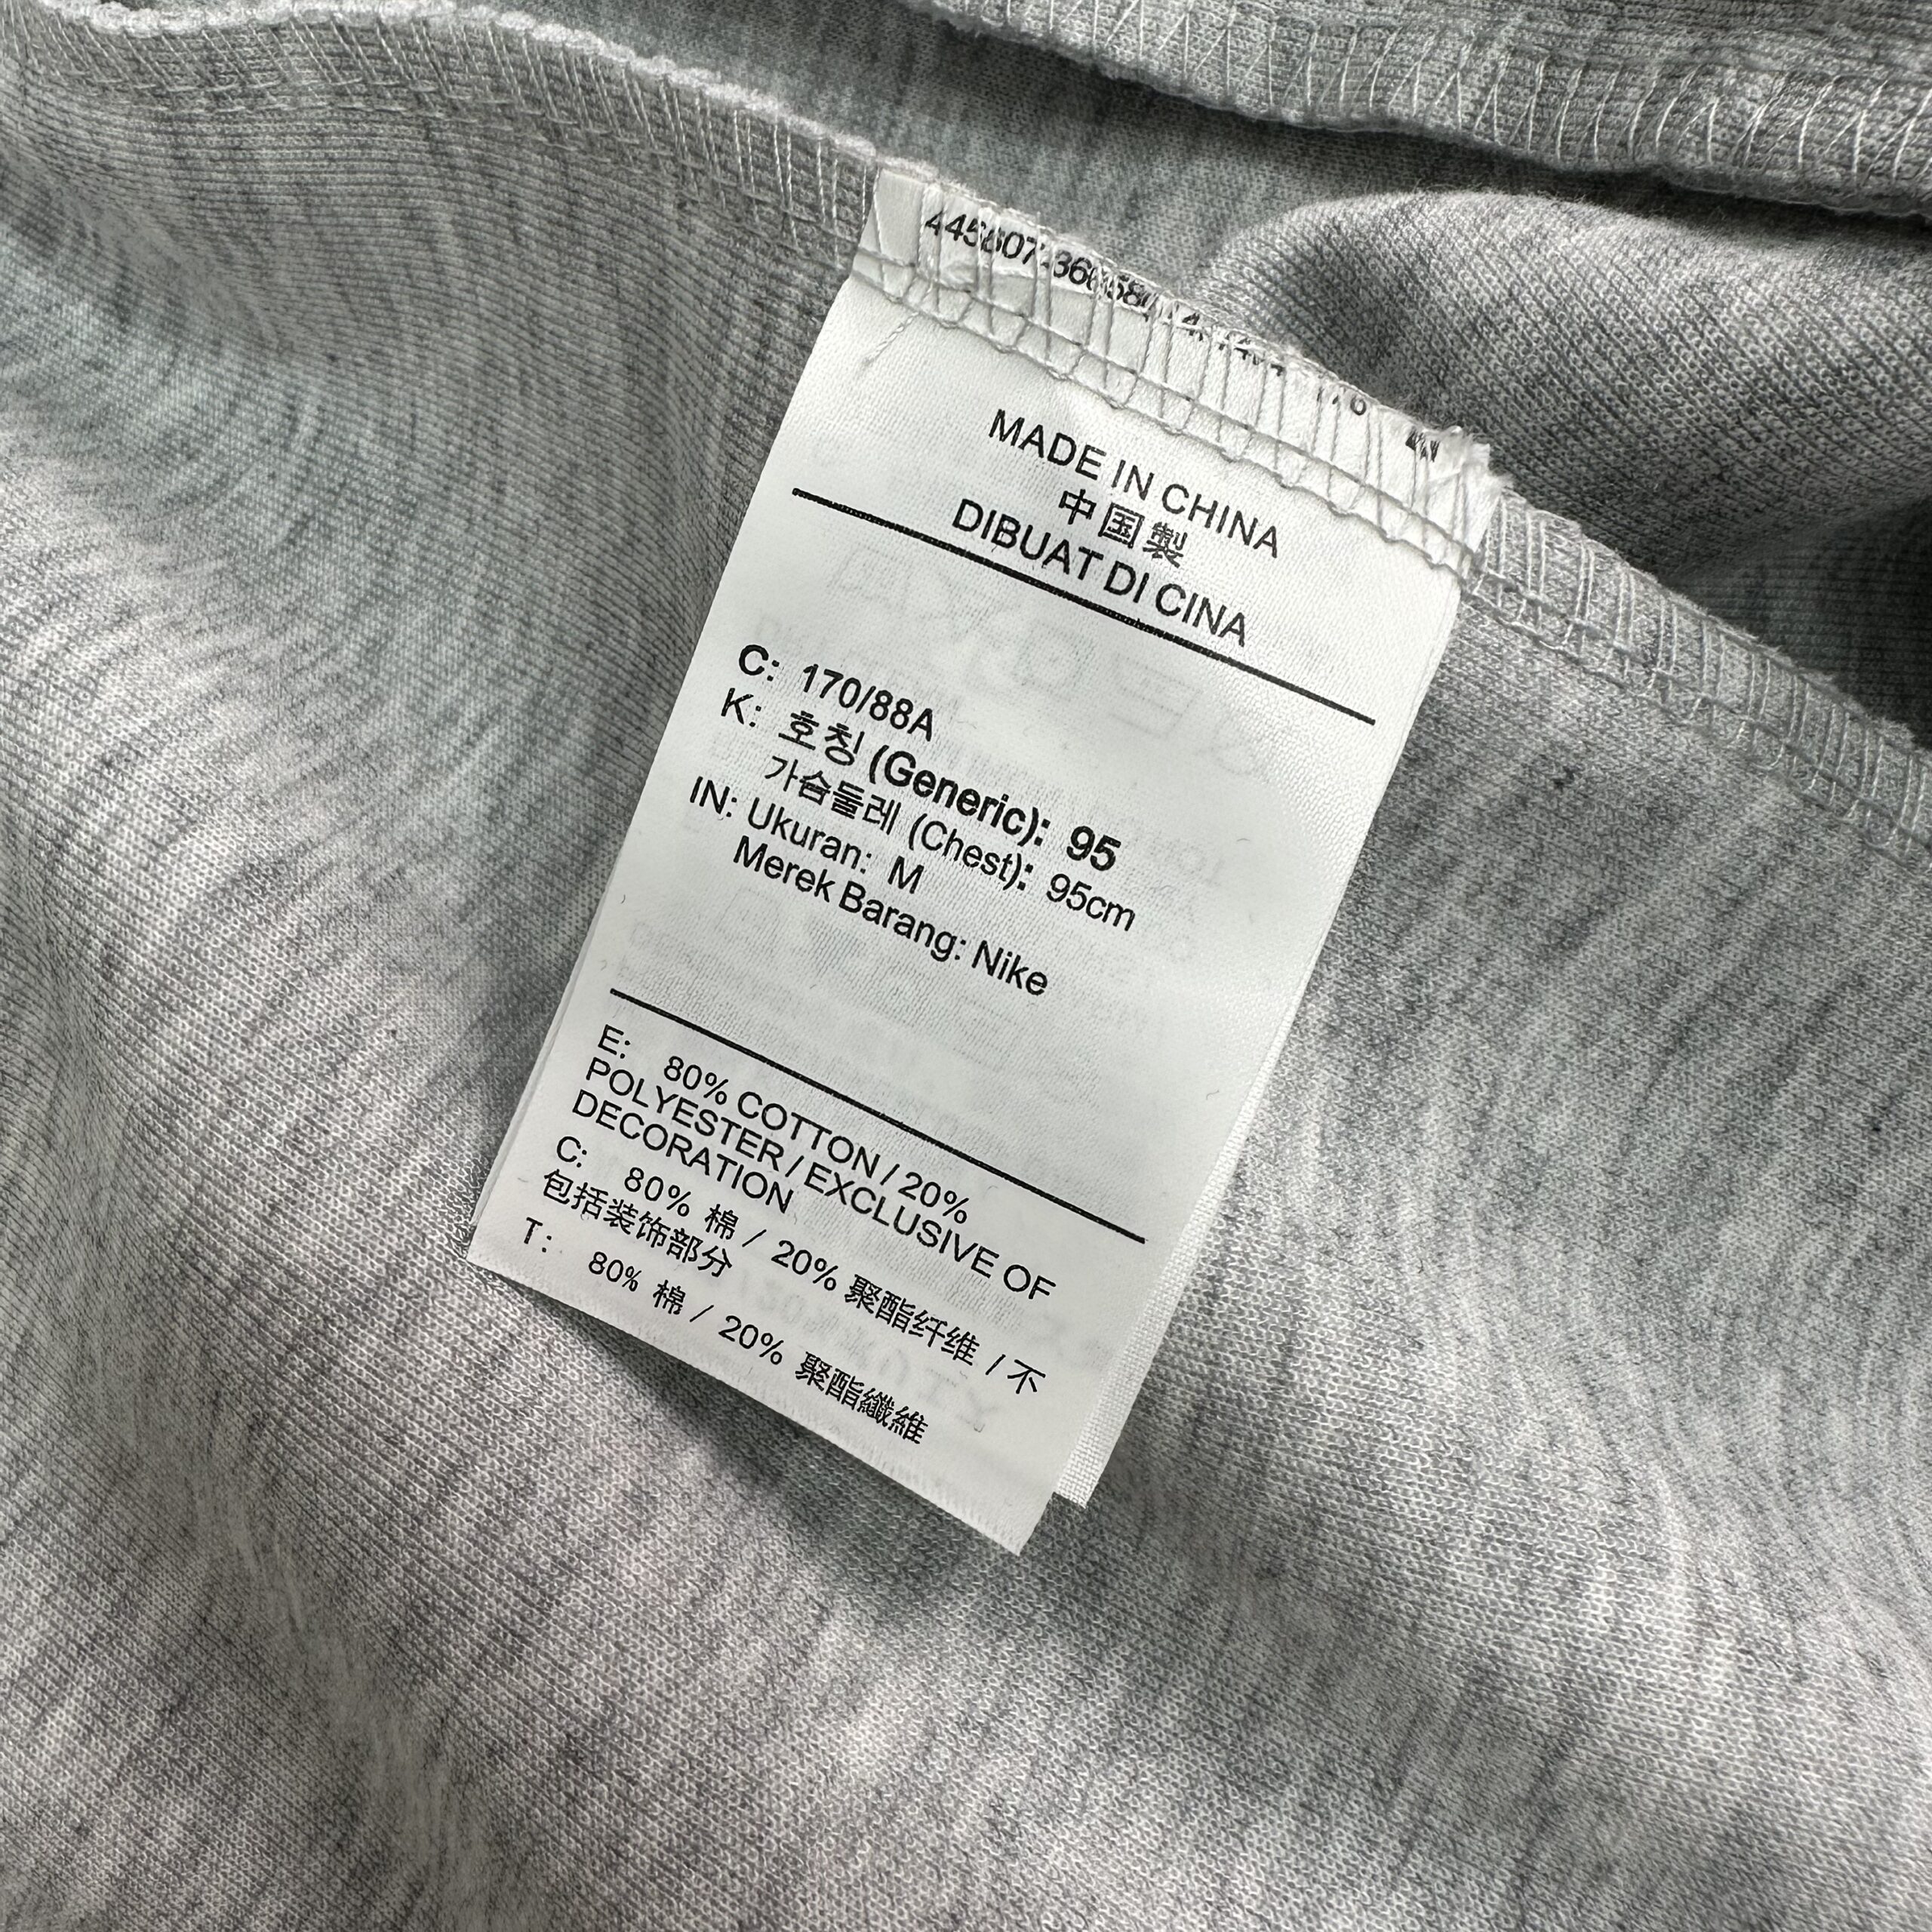 MADE IN CHINA
中国製
DIBUAT DI CINA
C: 170/88A
K: 호칭 (Generic): 95
가슴둘레 (Chest): 95cm
IN: Ukuran: M
Merek Barang: Nike
E: 80% COTTON / 20%
POLYESTER / EXCLUSIVE OF
DECORATION
C: 80% 棉 / 20% 聚酯纤维 / 不
包括装饰部分
T: 80% 棉 / 20% 聚酯纖維